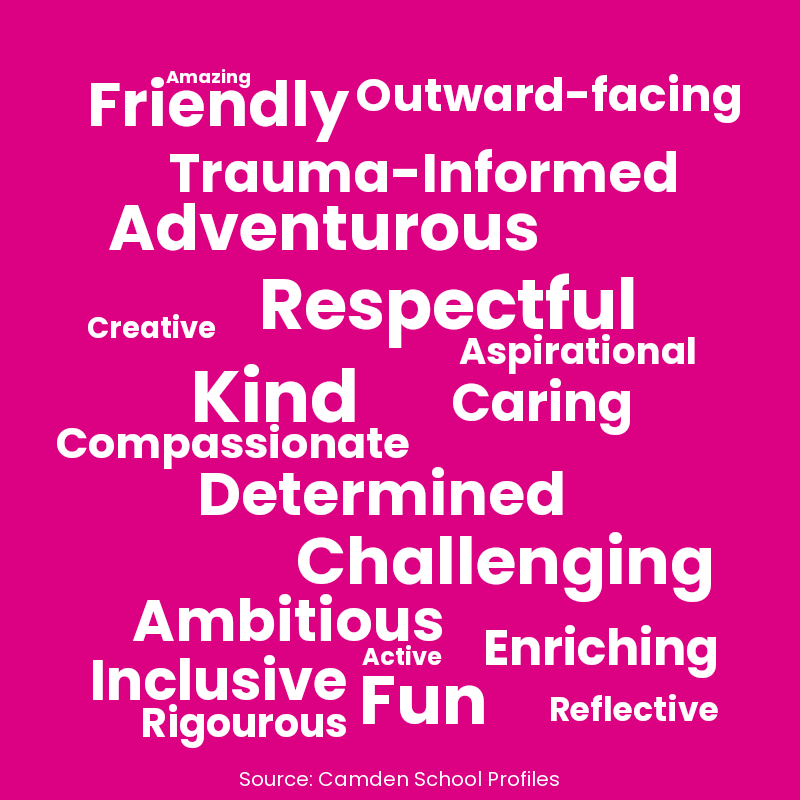 Amazing
Friendly Outward-facing
Trauma-Informed
Adventurous
Respectful
Creative
Aspirational
Kind
Caring
Compassionate
Determined
Challenging
Ambitious
Enriching
Active
Inclusive
Fun
Reflective
Rigourous
Source: Camden School Profiles